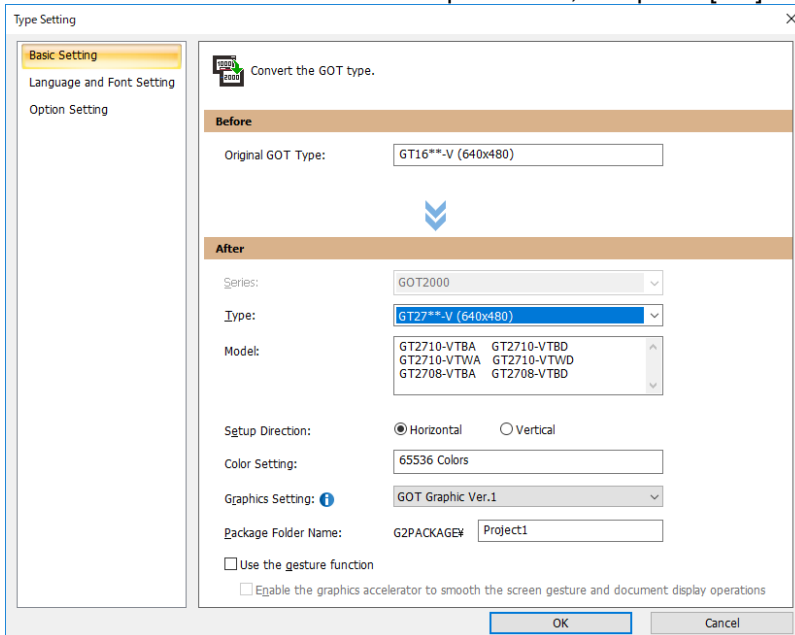 Type Setting
Basic Setting
Language and Font Setting
Option Setting
Convert the GOT type.
Before
Original GOT Type: GT16**-V (640x480)
After
Series: GOT2000
Type: GT27**-V (640x480)
Model: GT2710-VTBA GT2710-VTBD
GT2710-VTWA GT2710-VTWD
GT2708-VTBA GT2708-VTBD
Setup Direction: Horizontal Vertical
Color Setting: 65536 Colors
Graphics Setting: GOT Graphic Ver.1
Package Folder Name: G2PACKAGE¥ Project1
Use the gesture function
Enable the graphics accelerator to smooth the screen gesture and document display operations
OK Cancel